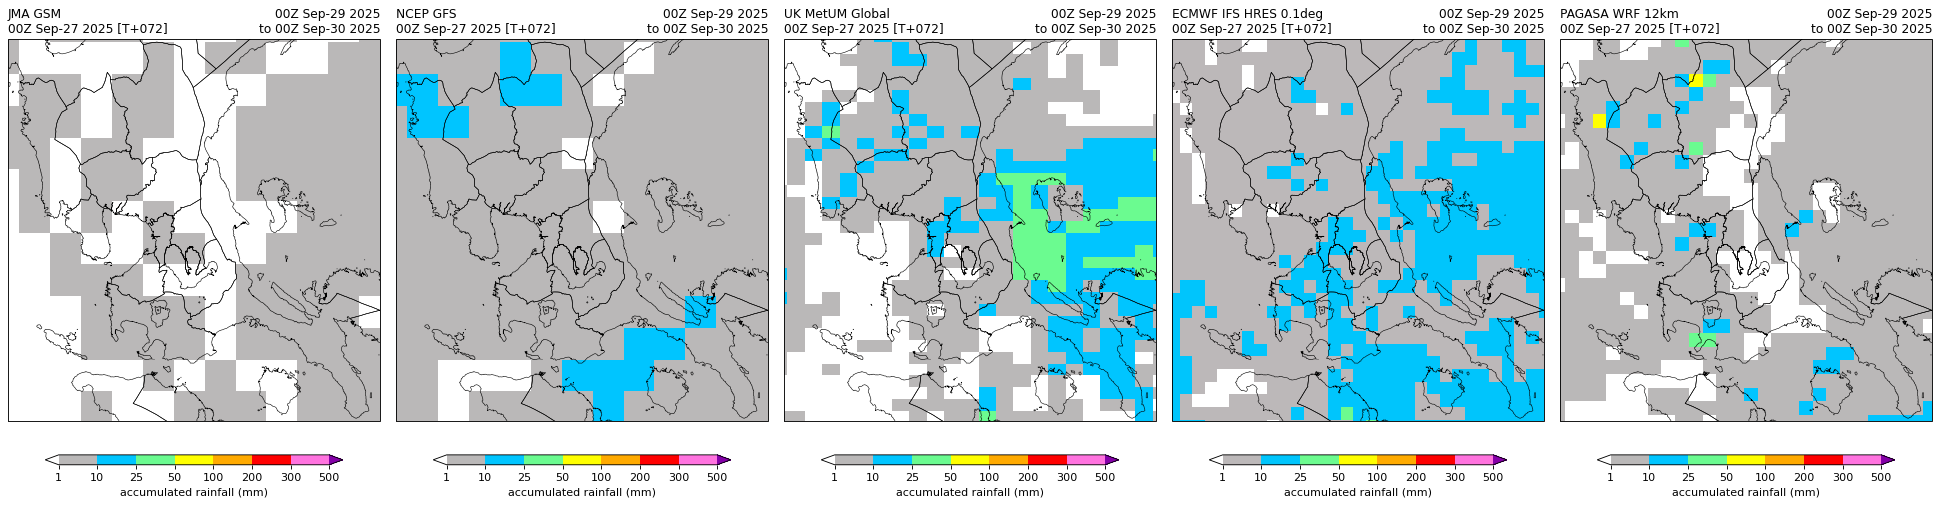 JMA GSM 00Z Sep-29 2025
00Z Sep-27 2025 [T+072] to 00Z Sep-30 2025
1 10 25 50 100 200 300 500
accumulated rainfall (mm)
NCEP GFS 00Z Sep-29 2025
00Z Sep-27 2025 [T+072] to 00Z Sep-30 2025
1 10 25 50 100 200 300 500
accumulated rainfall (mm)
UK MetUM Global 00Z Sep-29 2025
00Z Sep-27 2025 [T+072] to 00Z Sep-30 2025
1 10 25 50 100 200 300 500
accumulated rainfall (mm)
ECMWF IFS HRES 0.1deg 00Z Sep-29 2025
00Z Sep-27 2025 [T+072] to 00Z Sep-30 2025
1 10 25 50 100 200 300 500
accumulated rainfall (mm)
PAGASA WRF 12km 00Z Sep-29 2025
00Z Sep-27 2025 [T+072] to 00Z Sep-30 2025
1 10 25 50 100 200 300 500
accumulated rainfall (mm)